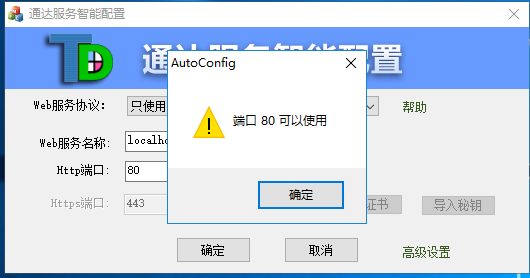 通达服务智能配置
TD 通达服务智能配置
AutoConfig
端口 80 可以使用
确定
Web服务协议: 只使用 帮助
Web服务名称:
Http端口: 80
Https端口: 443 证书 导入秘钥
确定 取消 高级设置